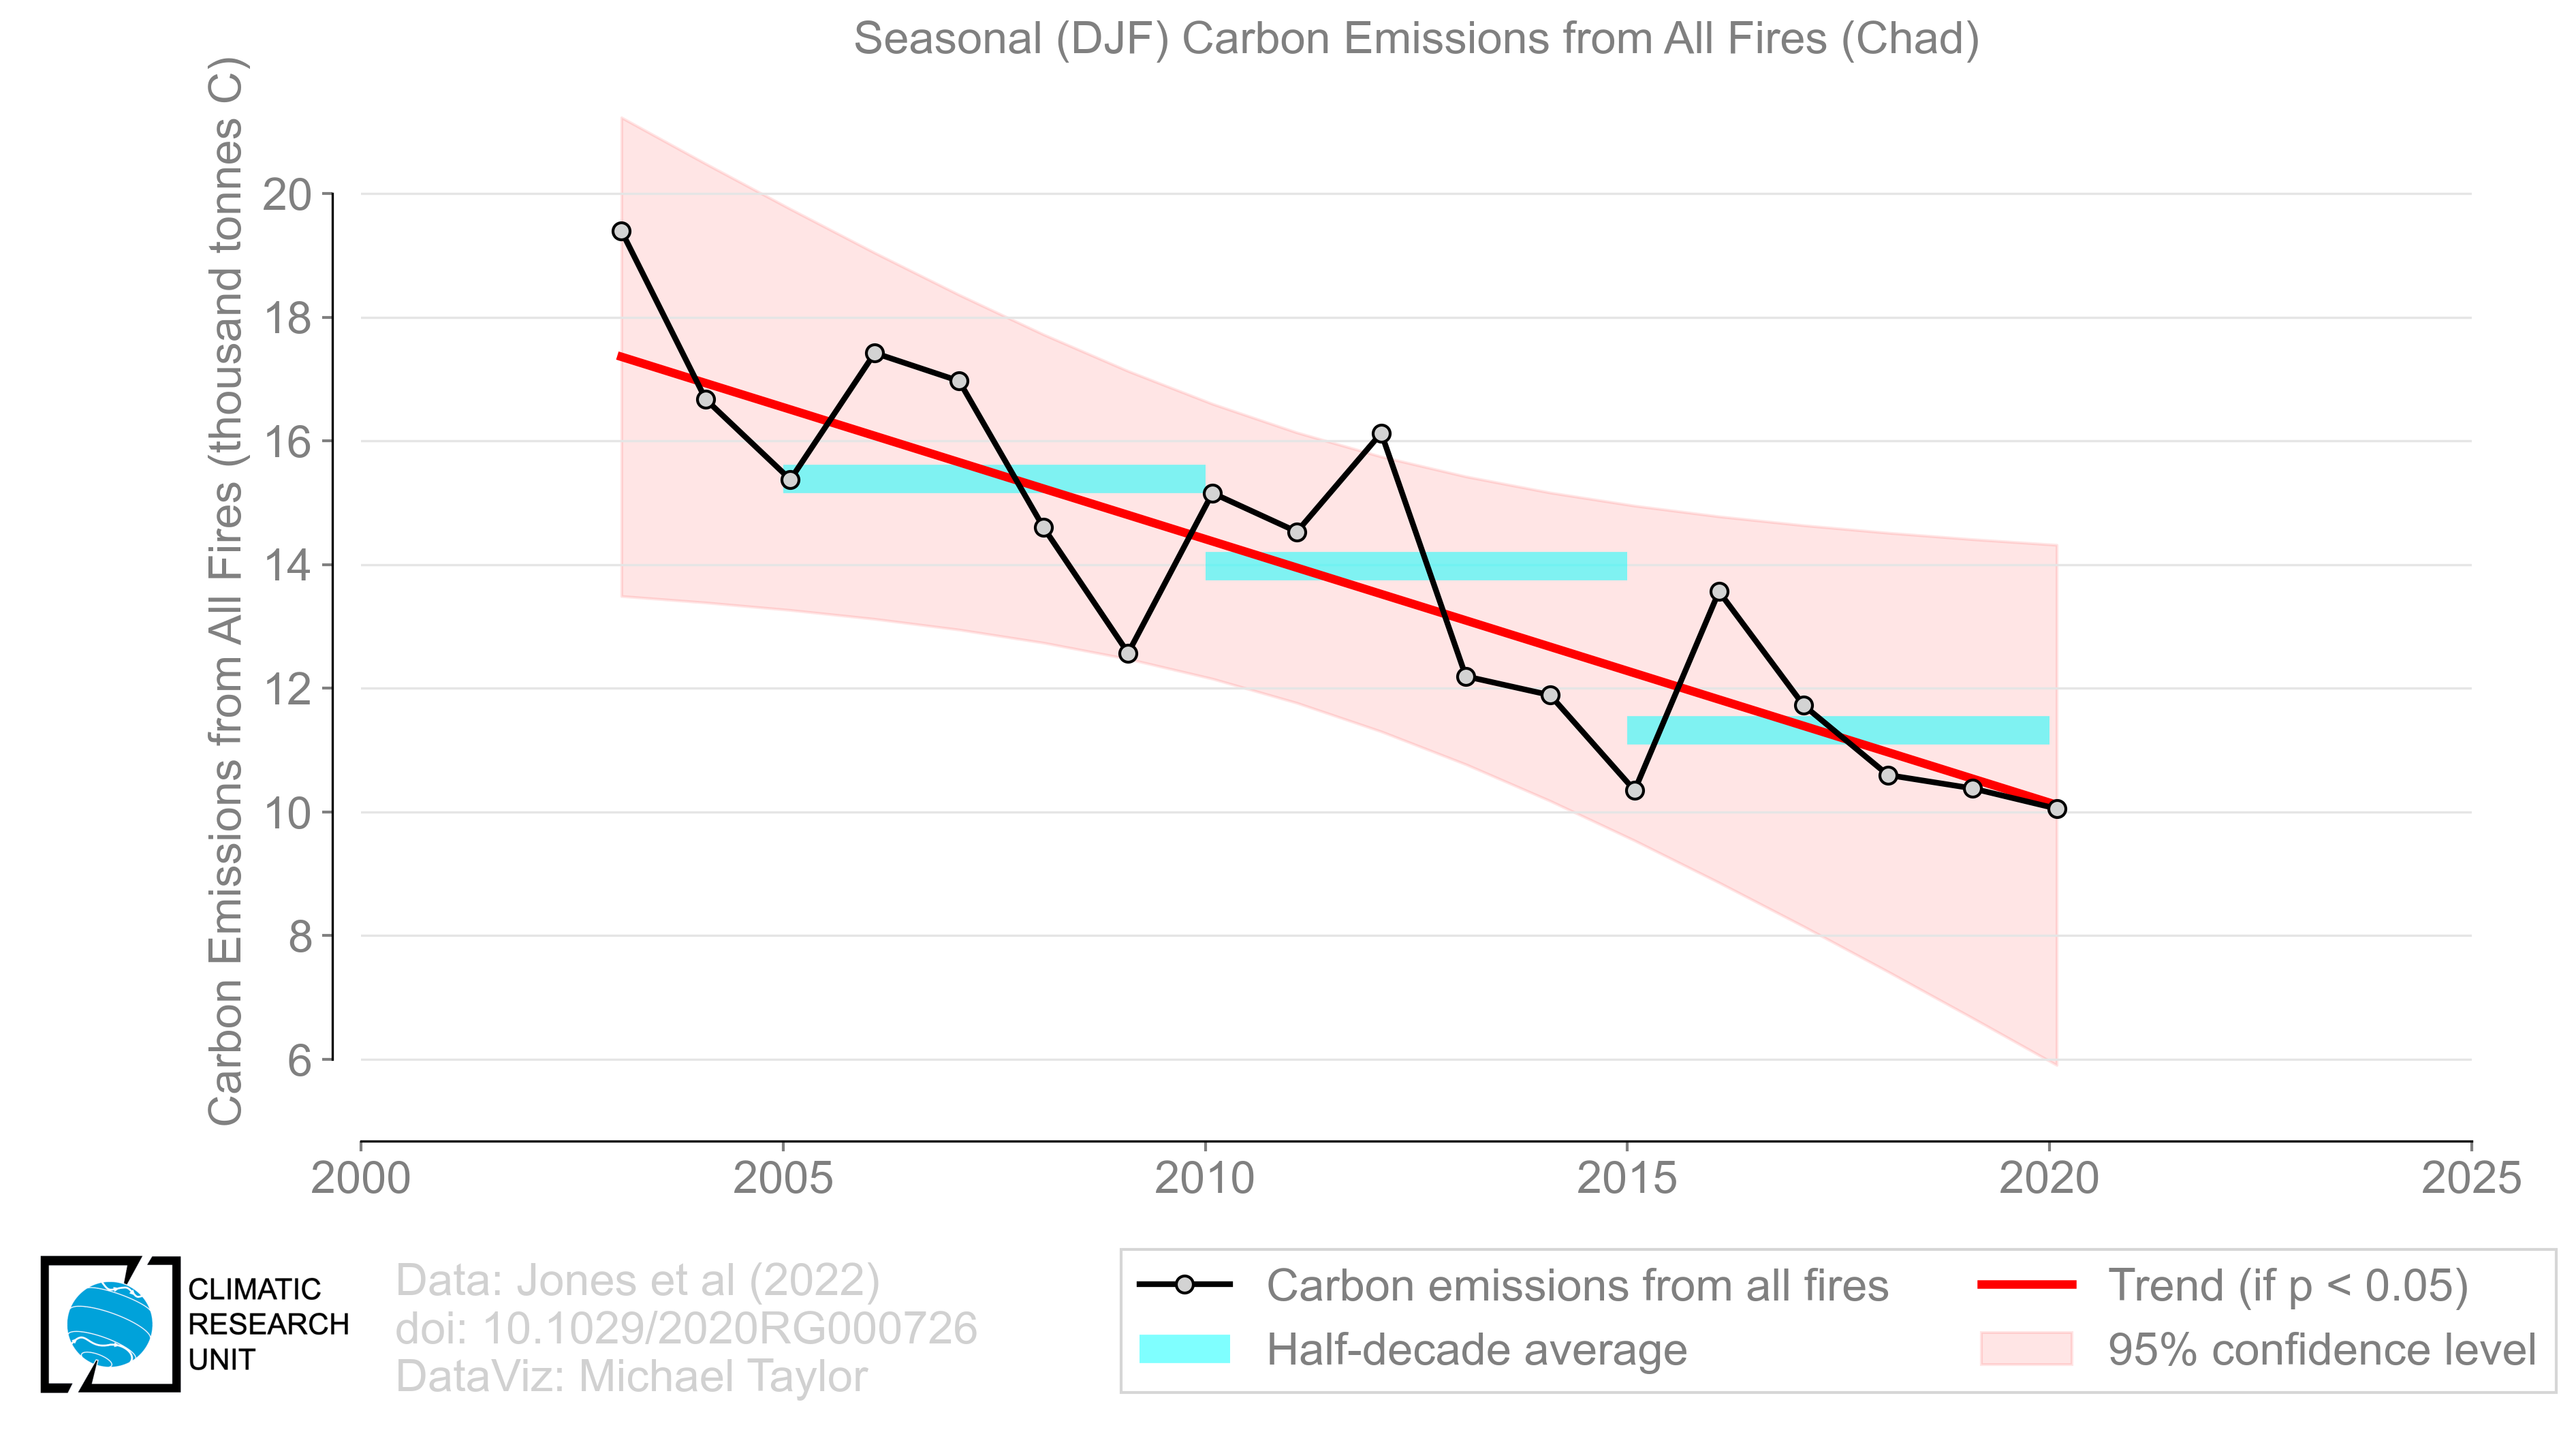 Seasonal (DJF) Carbon Emissions from All Fires (Chad)
Carbon Emissions from All Fires (thousand tonnes C)
20
18
16
14
12
10
8
6
2000 2005 2010 2015 2020 2025
CLIMATIC
RESEARCH
UNIT
Data: Jones et al (2022)
doi: 10.1029/2020RG000726
DataViz: Michael Taylor
Carbon emissions from all fires
Half-decade average
Trend (if p < 0.05)
95% confidence level